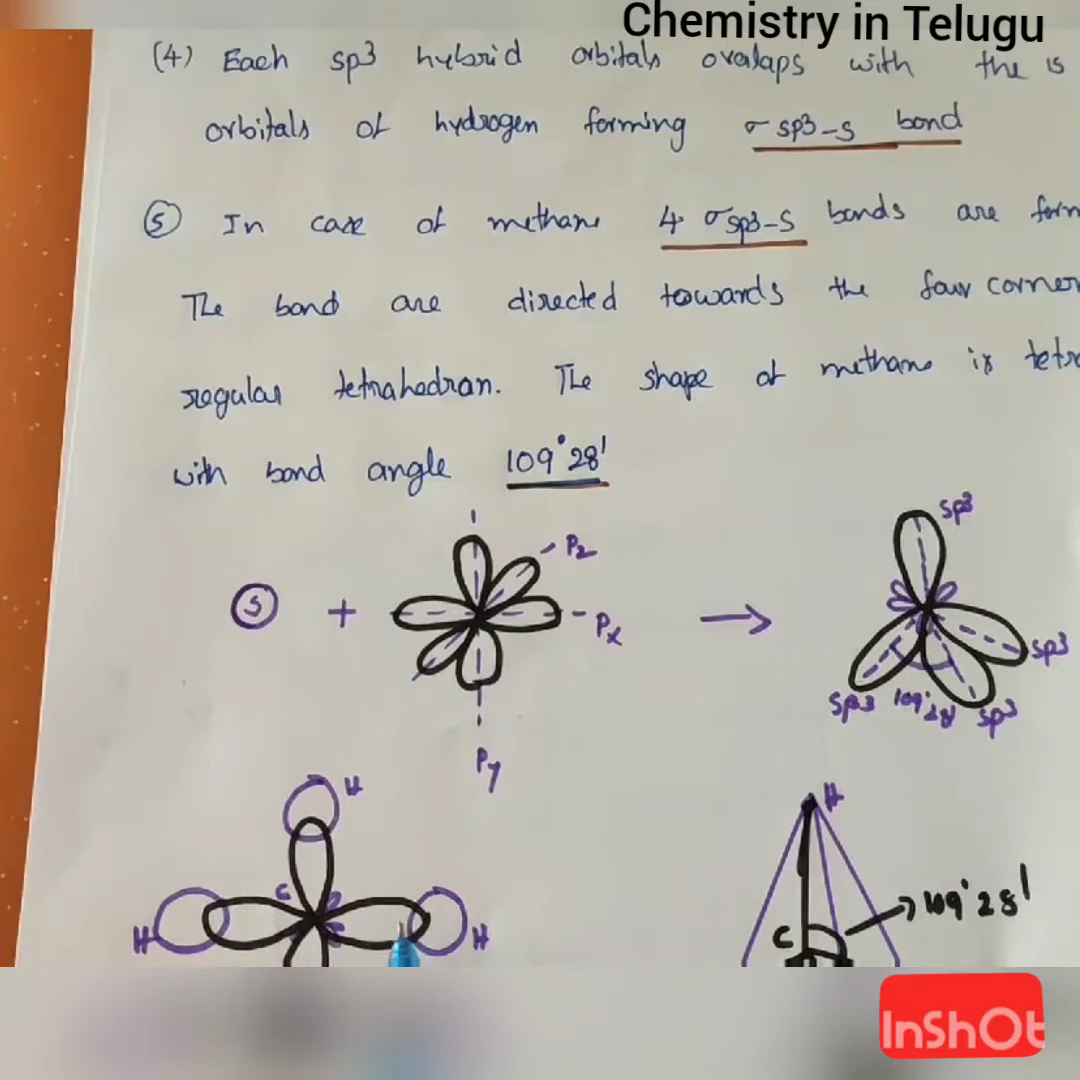 Chemistry in Telugu
(4) Each sp3 hybrid orbitals ovalaps with the 1s
orbitals of hydrogen forming σ sp3-s bond
⑤ In case of methane 4 σ sp3-s bonds are form
The bond are directed towards the four corner
regular tetrahedran. The shape of methane is tetr
with bond angle 109°28'
S + Pz Px Py → sp3 sp3 sp3 sp3 109°28'
H H H C
H C 109°28'
InShOt